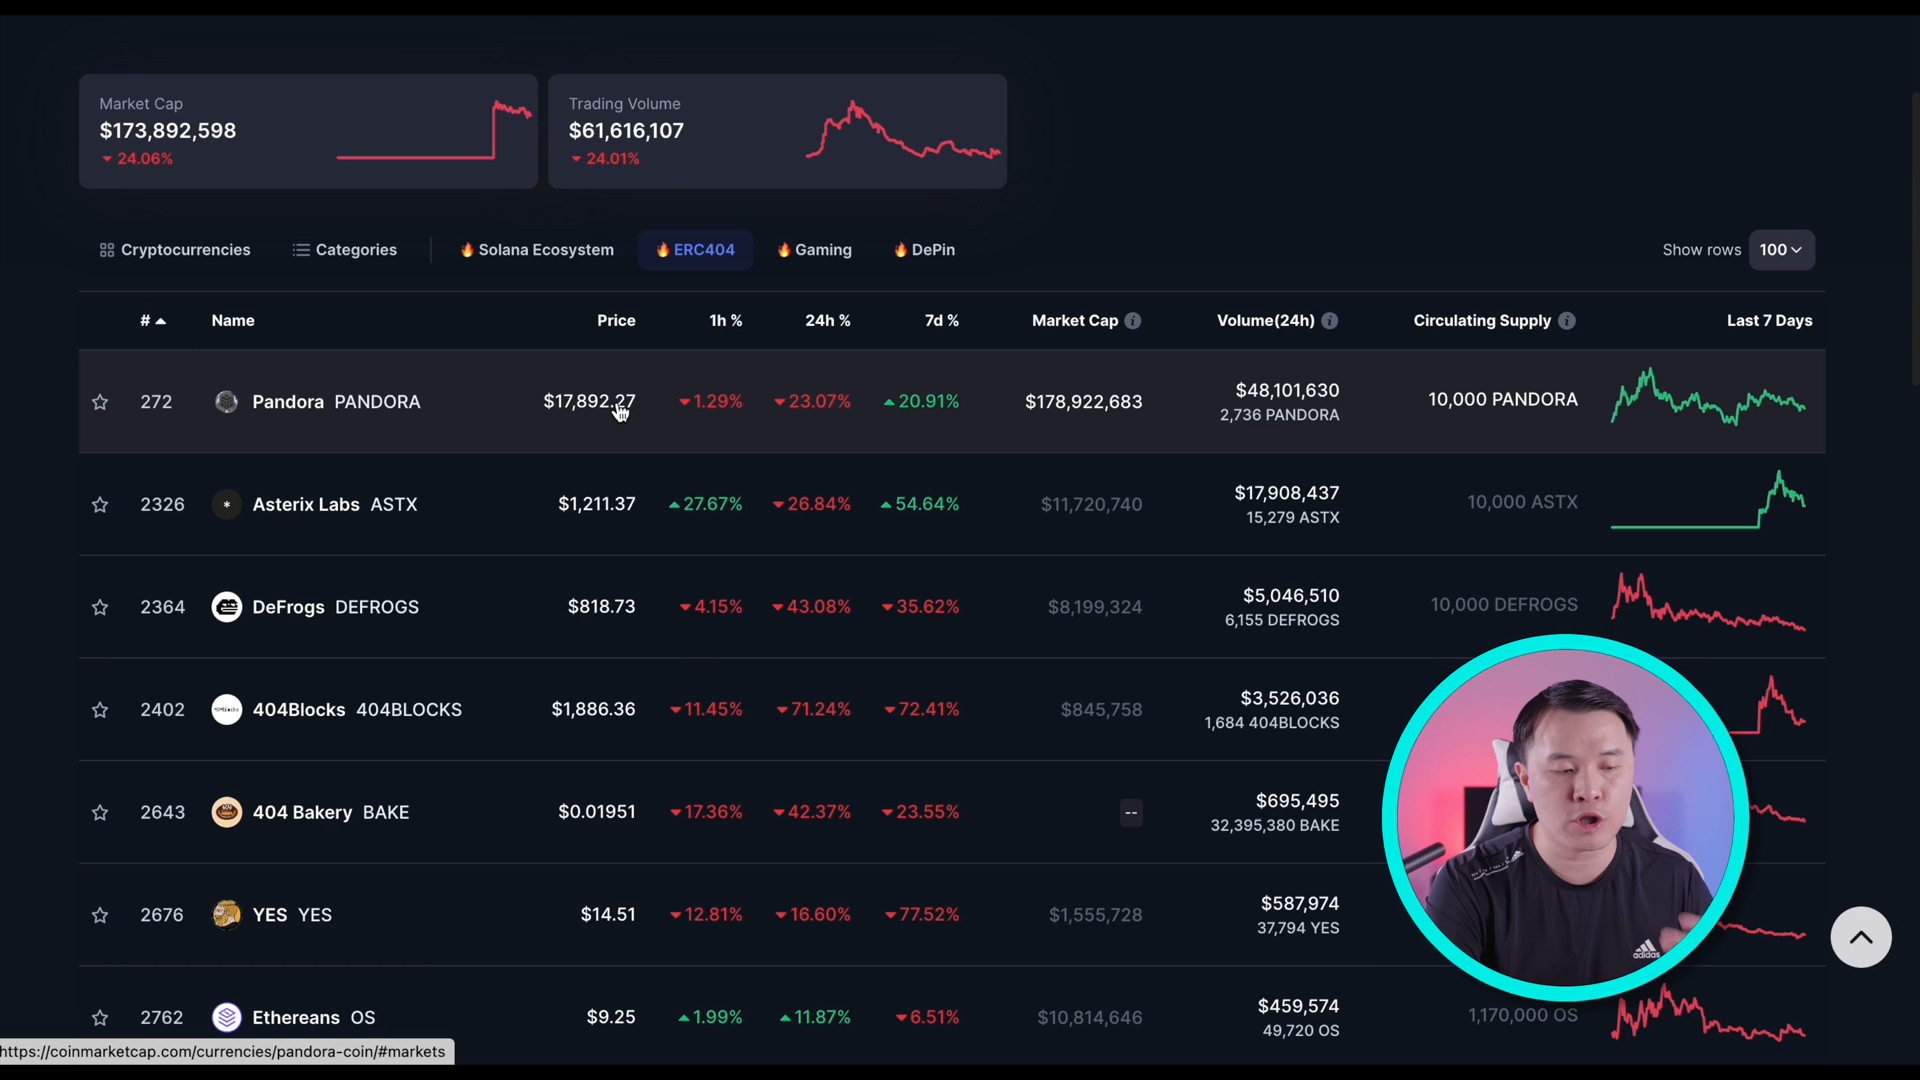 Market Cap
$173,892,598
24.06%
Trading Volume
$61,616,107
24.01%
Cryptocurrencies Categories Solana Ecosystem ERC404 Gaming DePin Show rows 100
# Name Price 1h % 24h % 7d % Market Cap Volume(24h) Circulating Supply Last 7 Days
272 Pandora PANDORA $17,892.27 1.29% 23.07% 20.91% $178,922,683 $48,101,630 10,000 PANDORA
2,736 PANDORA
2326 Asterix Labs ASTX $1,211.37 27.67% 26.84% 54.64% $11,720,740 $17,908,437 10,000 ASTX
15,279 ASTX
2364 DeFrogs DEFROGS $818.73 4.15% 43.08% 35.62% $8,199,324 $5,046,510 10,000 DEFROGS
6,155 DEFROGS
2402 404Blocks 404BLOCKS $1,886.36 11.45% 71.24% 72.41% $845,758 $3,526,036
1,684 404BLOCKS
2643 404 Bakery BAKE $0.01951 17.36% 42.37% 23.55% -- $695,495
32,395,380 BAKE
2676 YES YES $14.51 12.81% 16.60% 77.52% $1,555,728 $587,974
37,794 YES
adidas
2762 Ethereans OS $9.25 1.99% 11.87% 6.51% $10,814,646 $459,574 1,170,000 OS
49,720 OS
https://coinmarketcap.com/currencies/pandora-coin/#markets